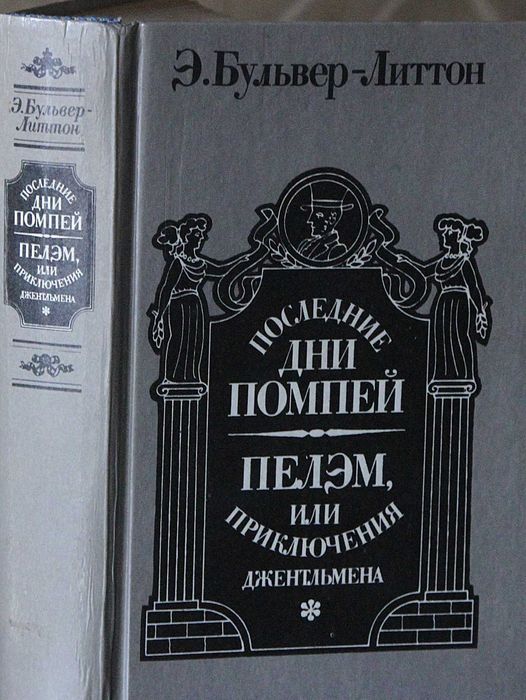 Э. Бульвер-
Литтон
ПОСЛЕДНИЕ
ДНИ
ПОМПЕЙ
ПЕЛЭМ,
ИЛИ
ПРИКЛЮЧЕНИЯ
ДЖЕНТЛЬМЕНА
*
Э. Бульвер-Литтон
ПОСЛЕДНИЕ
ДНИ
ПОМПЕЙ
ПЕЛЭМ,
ИЛИ
ПРИКЛЮЧЕНИЯ
ДЖЕНТЛЬМЕНА
*